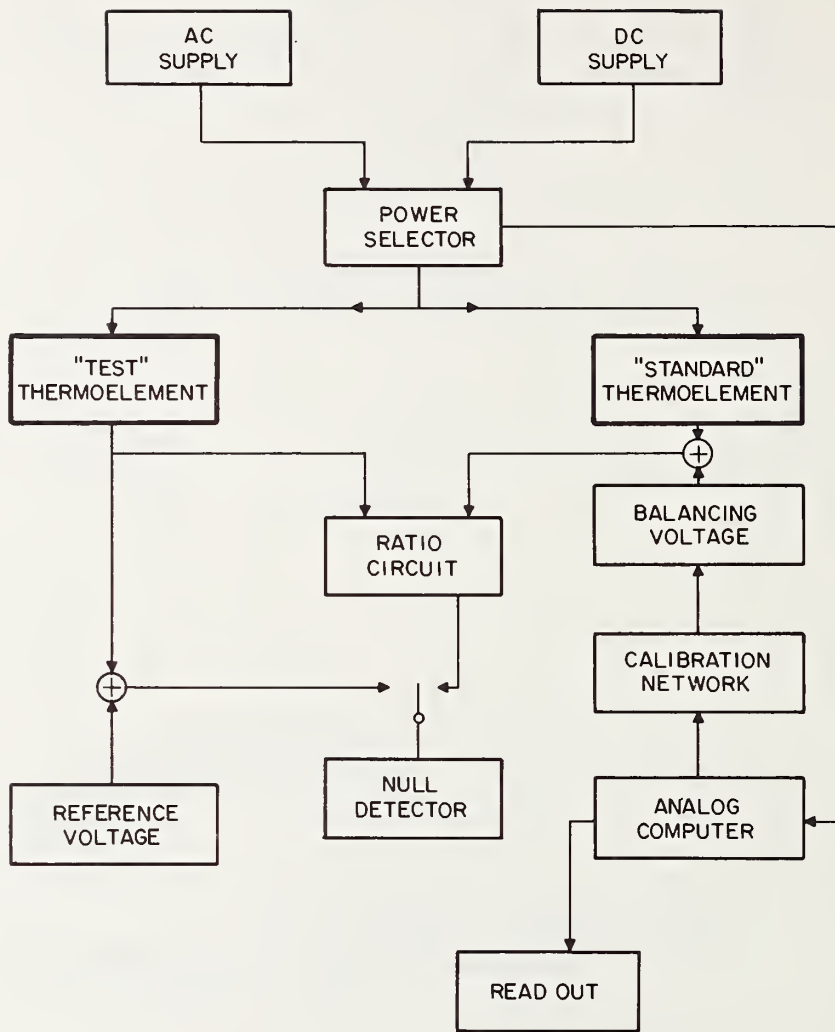 AC
SUPPLY
DC
SUPPLY
POWER
SELECTOR
"TEST"
THERMOELEMENT
"STANDARD"
THERMOELEMENT
RATIO
CIRCUIT
BALANCING
VOLTAGE
CALIBRATION
NETWORK
REFERENCE
VOLTAGE
NULL
DETECTOR
ANALOG
COMPUTER
READ OUT